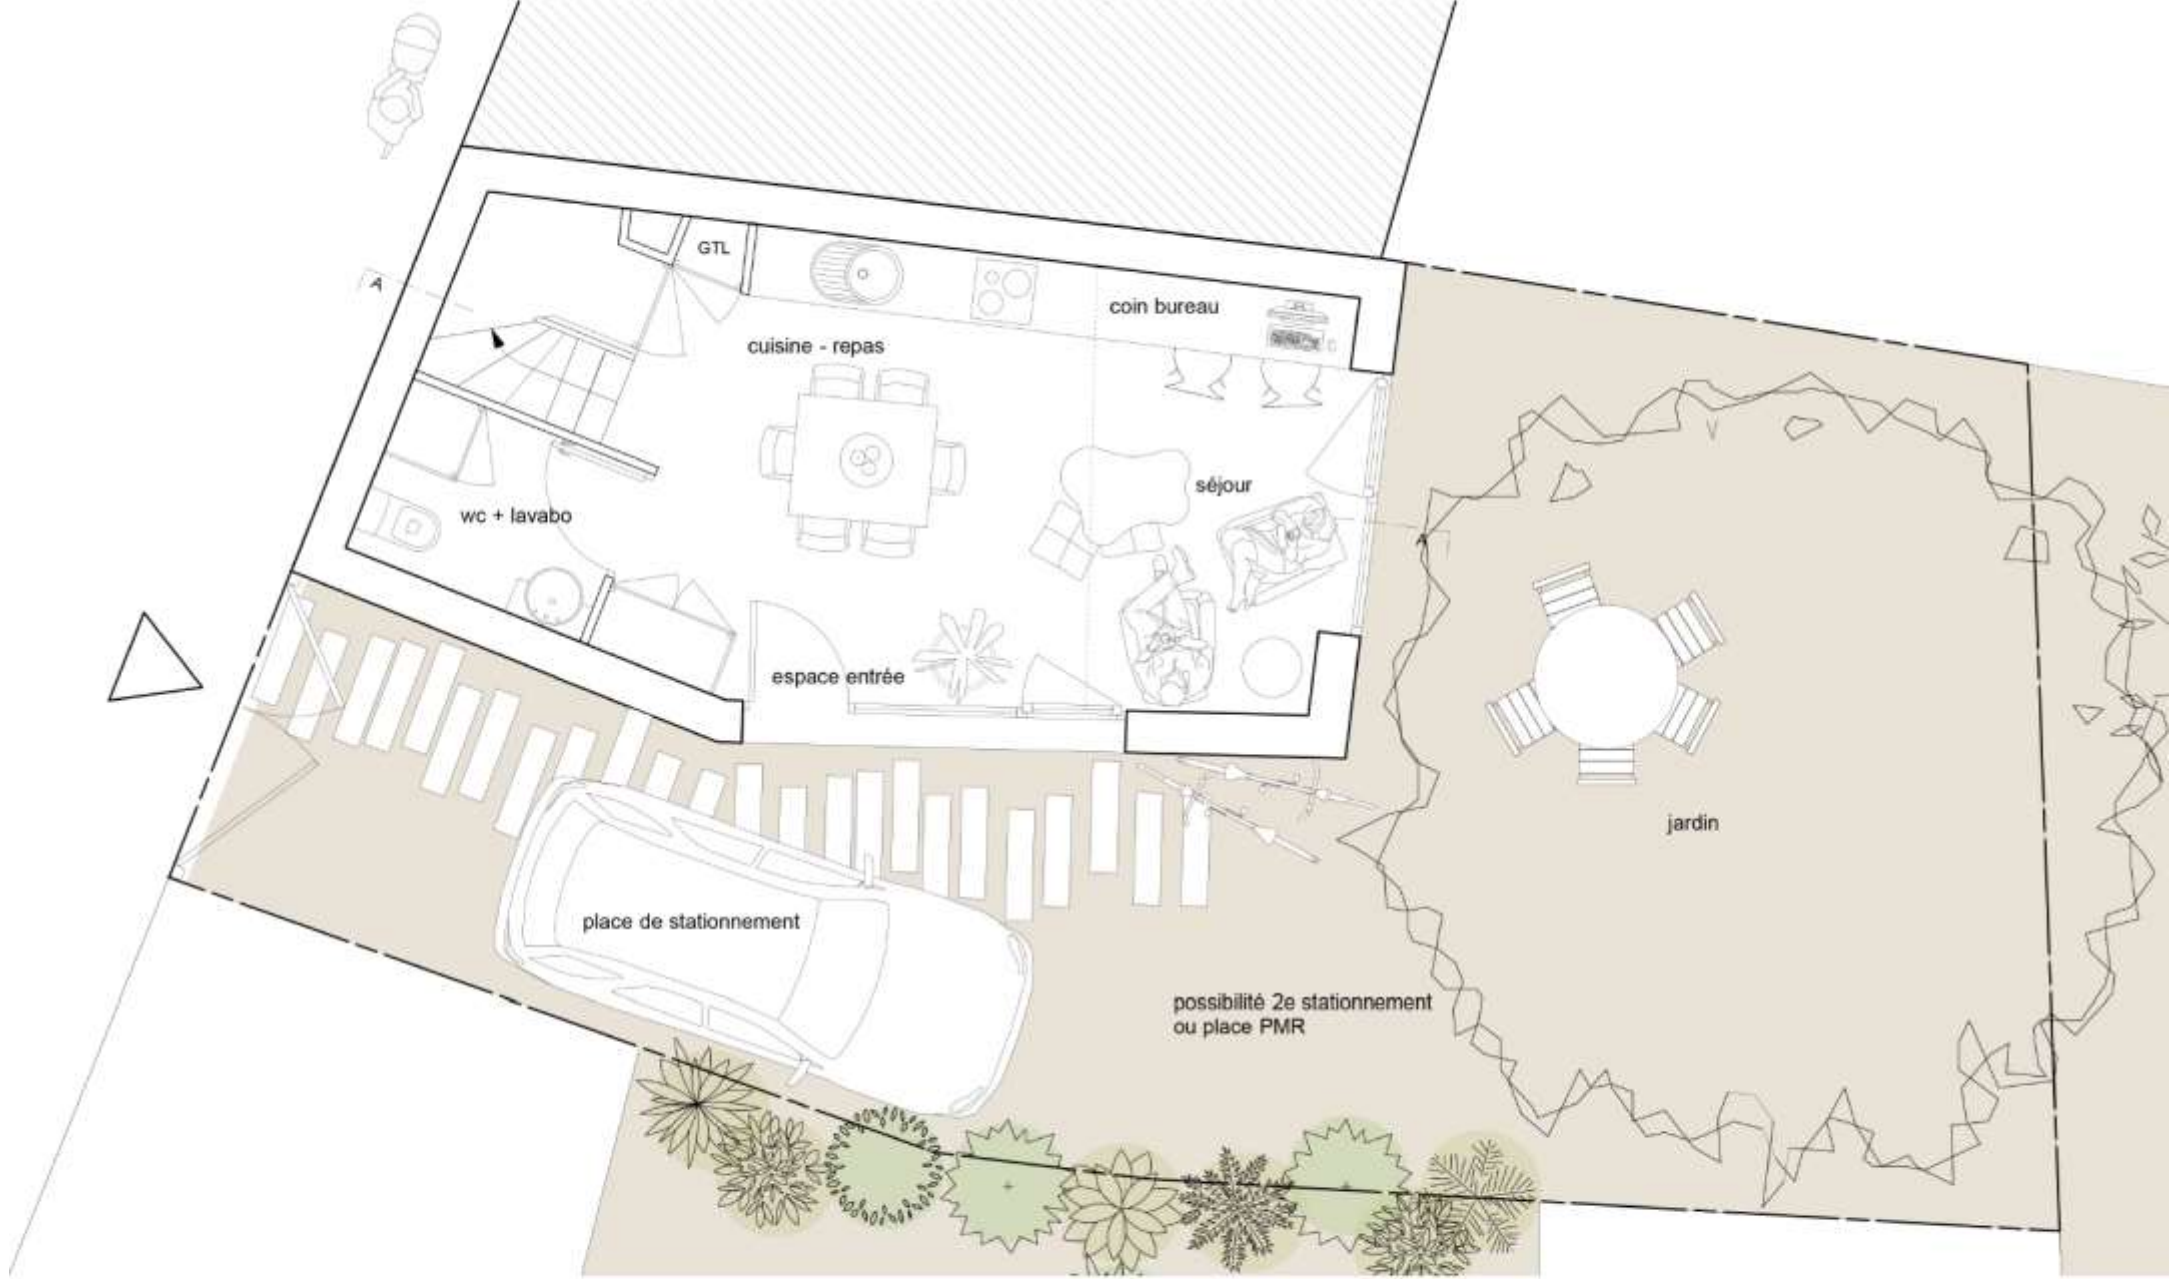 GTL
A
coin bureau
cuisine - repas
séjour
wc + lavabo
A
espace entrée
jardin
place de stationnement
possibilité 2e stationnement
ou place PMR